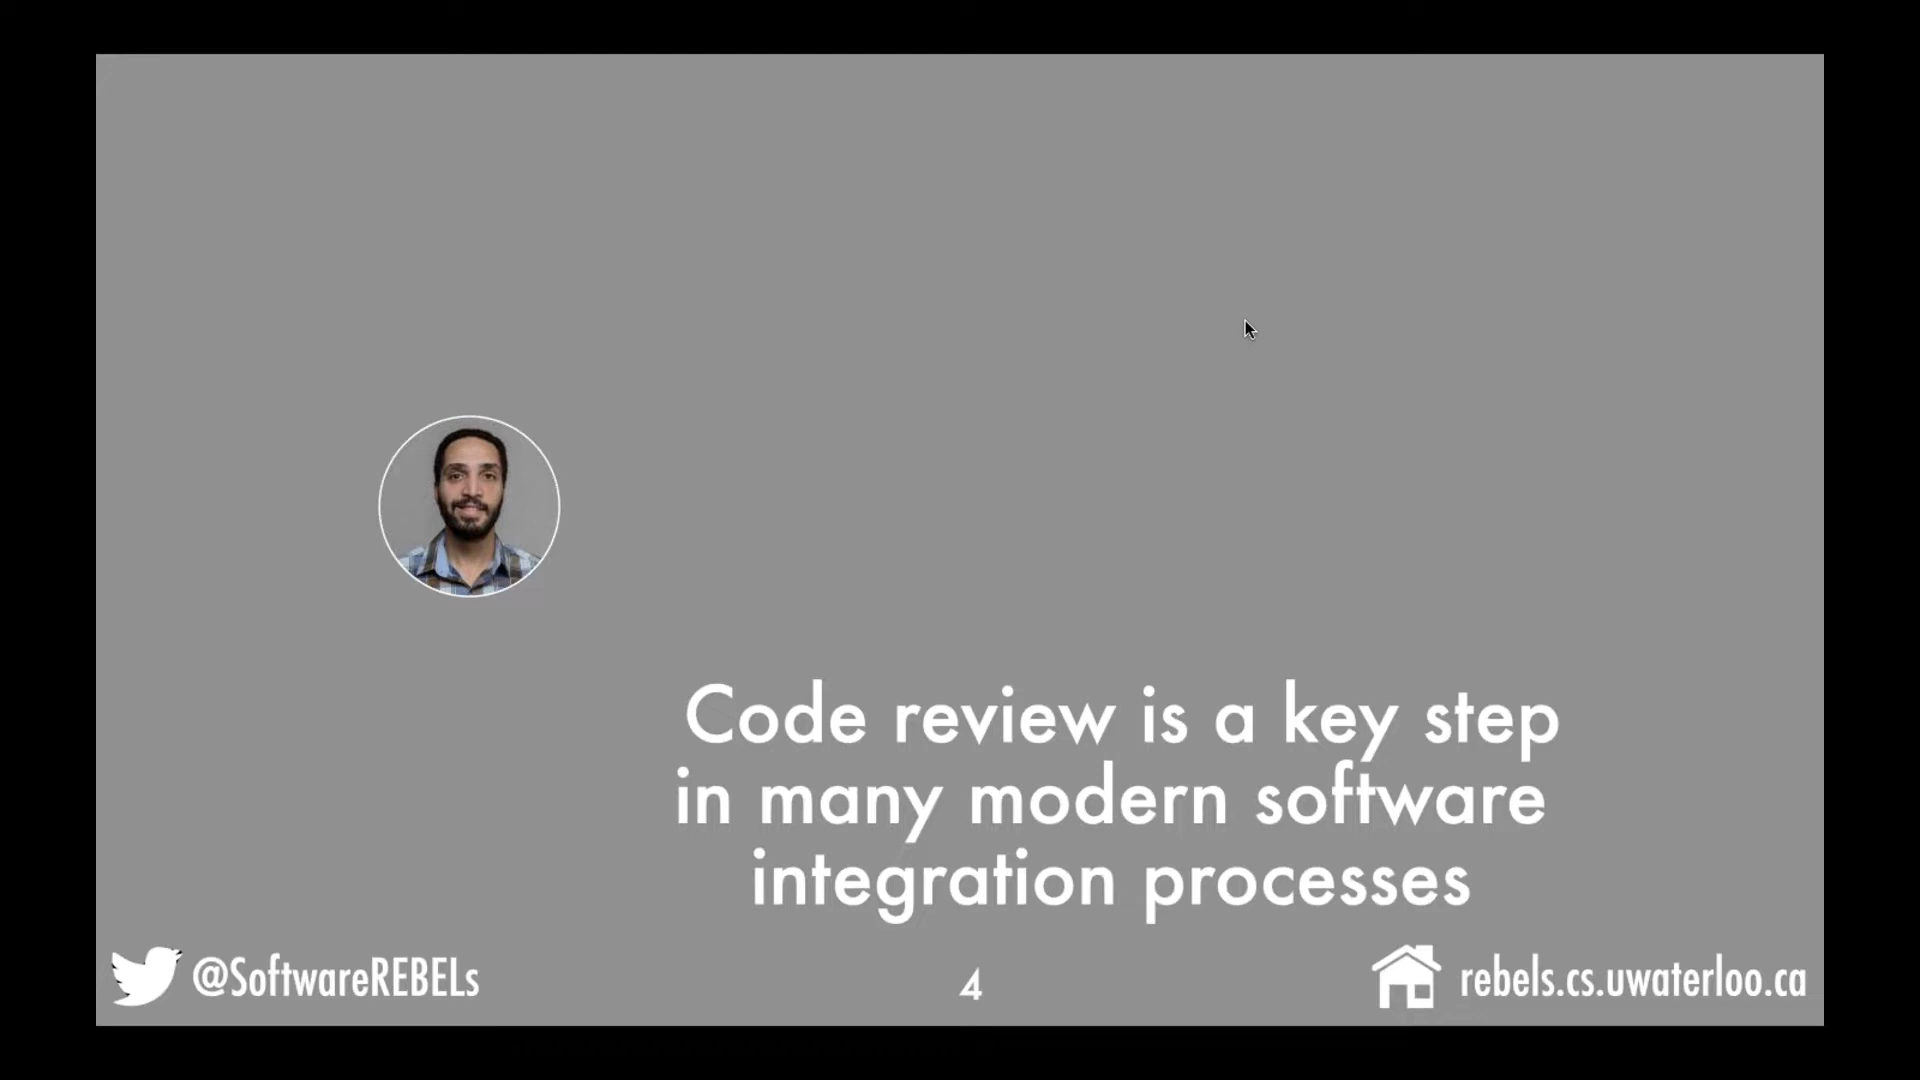 Code review is a key step
in many modern software
integration processes
@SoftwareREBELs
4
rebels.cs.uwaterloo.ca